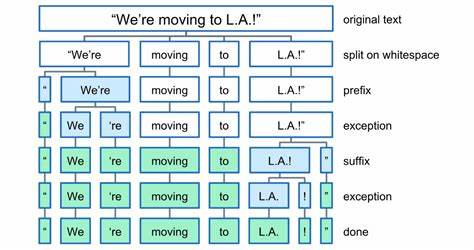 “We’re moving to L.A.!” original text
“We’re moving to L.A.!” split on whitespace
“ We’re moving to L.A.!” prefix
“ We ’re moving to L.A.!” exception
“ We ’re moving to L.A.! ” suffix
“ We ’re moving to L.A. ! ” exception
“ We ’re moving to L.A. ! ” done